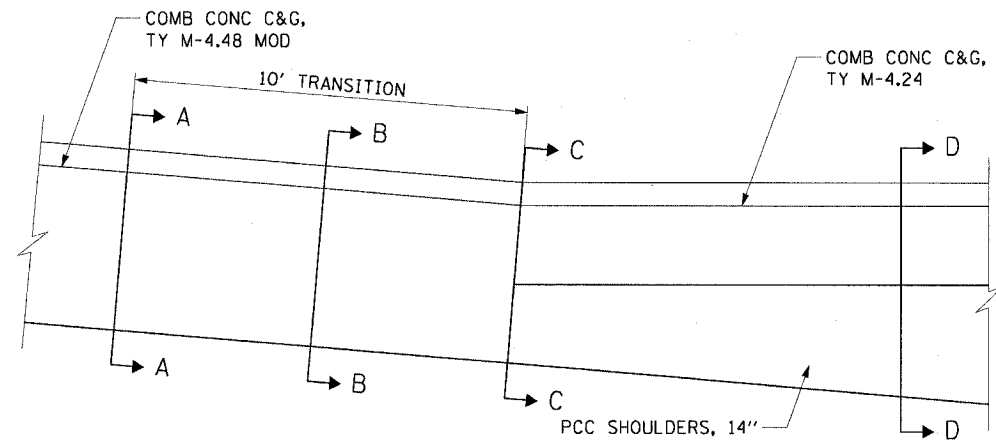 COMB CONC C&G,
TY M-4.48 MOD
COMB CONC C&G,
TY M-4.24
10' TRANSITION
A
B
C
D
A
B
C
D
PCC SHOULDERS, 14"